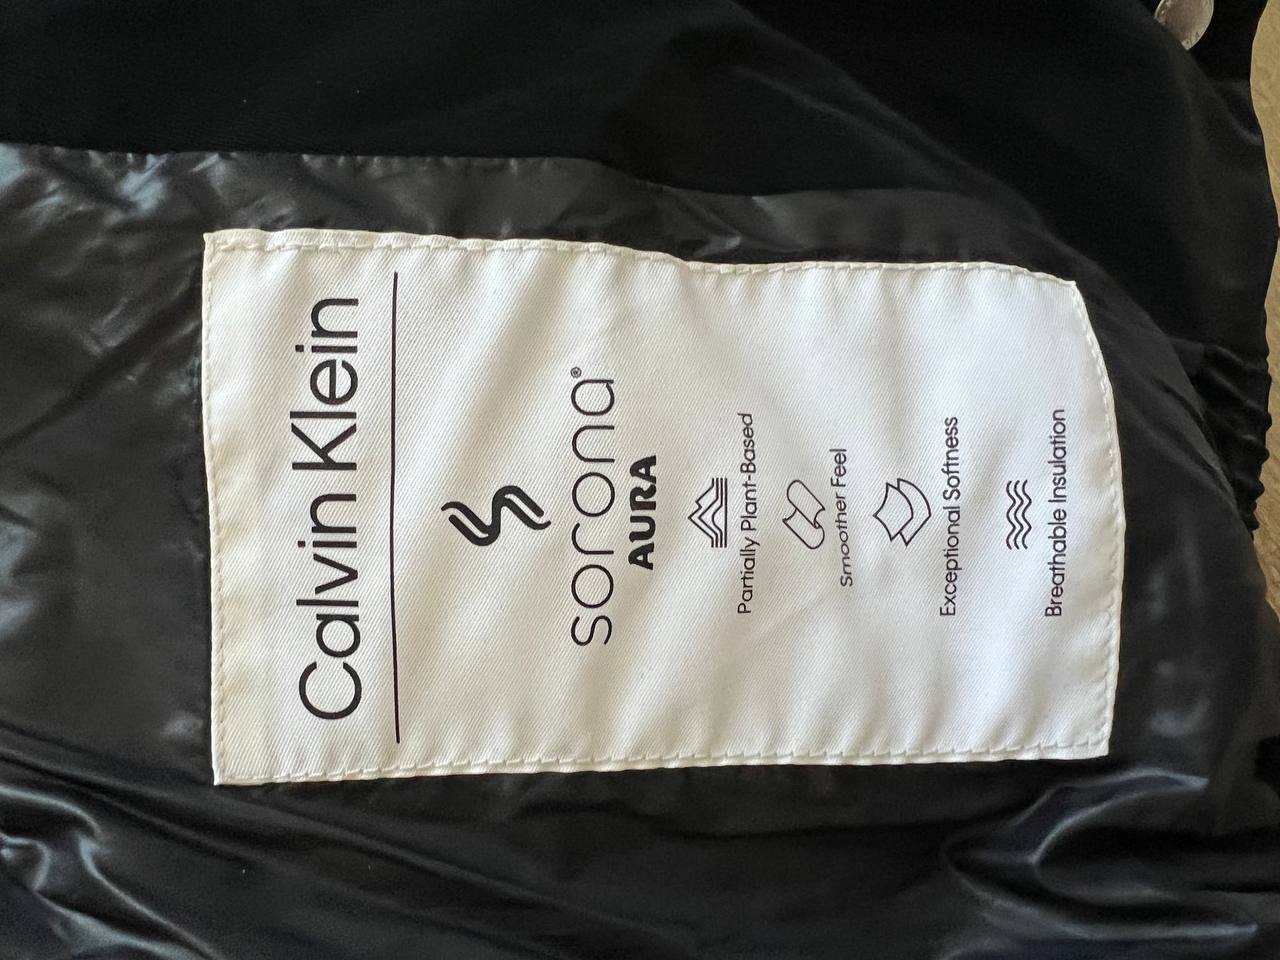 Calvin Klein
sorona®
AURA
Partially Plant-Based
Smoother Feel
Exceptional Softness
Breathable Insulation